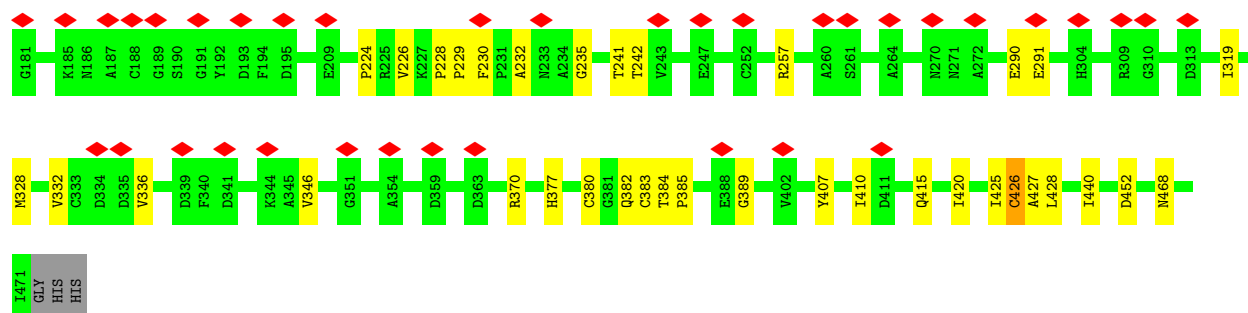 G181 K185 N186 A187 C188 G189 S190 G191 Y192 D193 F194 D195 E209 P224 R225 V226 K227 P228 P229 F230 P231 A232 N233 A234 G235 T241 T242 V243 E247 C252 R257 A260 S261 A264 N270 N271 A272 E290 E291 H304 R309 G310 D313 I319
M328 V332 C333 D334 D335 V336 D339 F340 D341 K344 A345 V346 G351 A354 D359 D363 R370 H377 C380 G381 Q382 C383 T384 P385 E388 G389 V402 Y407 I410 D411 Q415 I420 I425 C426 A427 L428 I440 D452 N468
I471 GLY HIS HIS